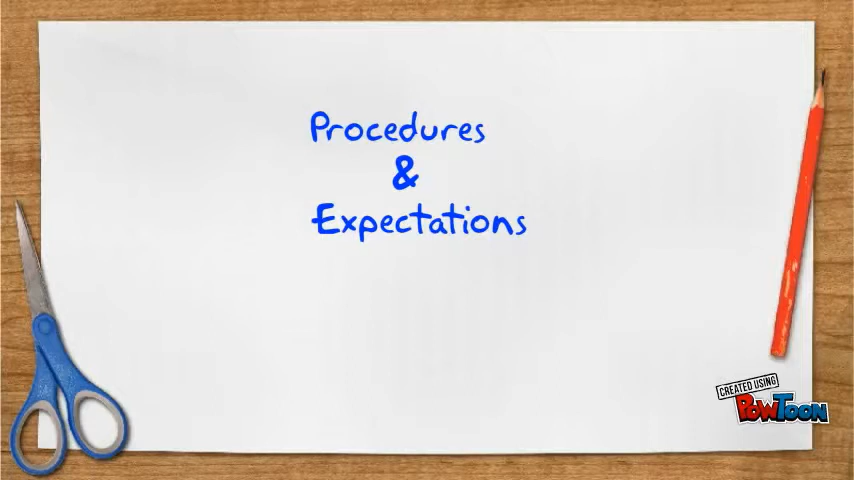 Procedures
&
Expectations
CREATED USING
POWTOON